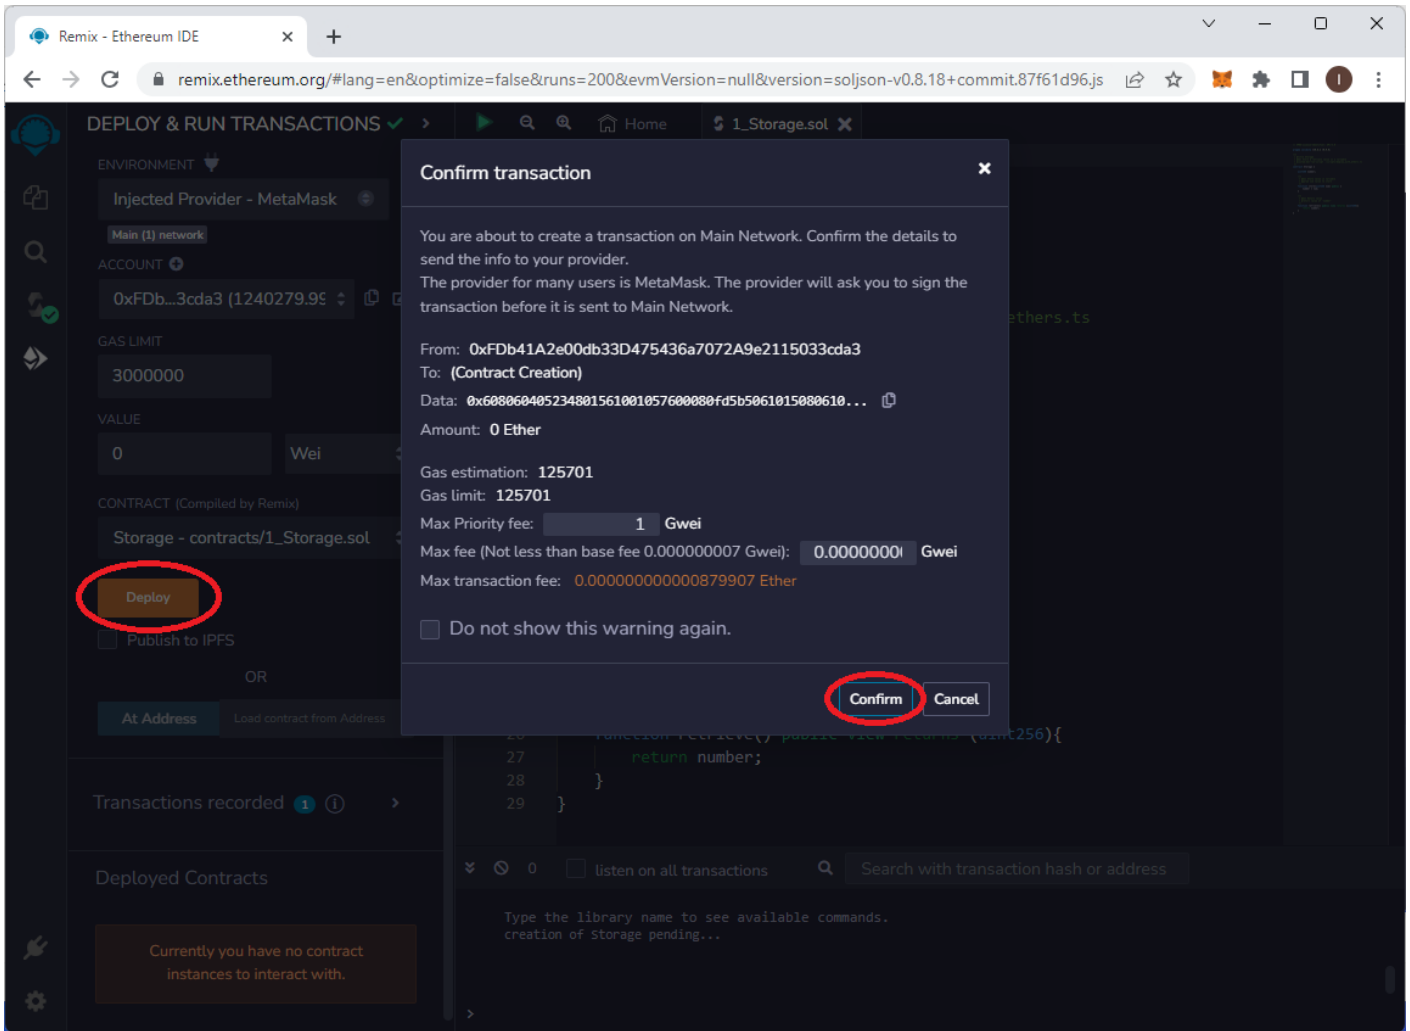 Remix - Ethereum IDE
remix.ethereum.org/#lang=en&optimize=false&runs=200&evmVersion=null&version=soljson-v0.8.18+commit.87f61d96.js
I
DEPLOY & RUN TRANSACTIONS
Home
1_Storage.sol
ENVIRONMENT
Injected Provider - MetaMask
Main (1) network
ACCOUNT
0xFDb...3cda3 (1240279.99
GAS LIMIT
3000000
VALUE
0
Wei
CONTRACT (Compiled by Remix)
Storage - contracts/1_Storage.sol
Deploy
Publish to IPFS
OR
At Address
Load contract from Address
Transactions recorded 1
Deployed Contracts
Currently you have no contract
instances to interact with.
Confirm transaction
You are about to create a transaction on Main Network. Confirm the details to
send the info to your provider.
The provider for many users is MetaMask. The provider will ask you to sign the
transaction before it is sent to Main Network.
From: 0xFDb41A2e00db33D475436a7072A9e2115033cda3
To: (Contract Creation)
Data: 0x608060405234801561001057600080fd5b5061015080610...
Amount: 0 Ether
Gas estimation: 125701
Gas limit: 125701
Max Priority fee: 1 Gwei
Max fee (Not less than base fee 0.000000007 Gwei): 0.0000000 Gwei
Max transaction fee: 0.000000000000879907 Ether
Do not show this warning again.
Confirm
Cancel
ethers.ts
26 function retrieve() public view returns (uint256){
27 return number;
28 }
29 }
0
listen on all transactions
Search with transaction hash or address
Type the library name to see available commands.
creation of Storage pending...
>